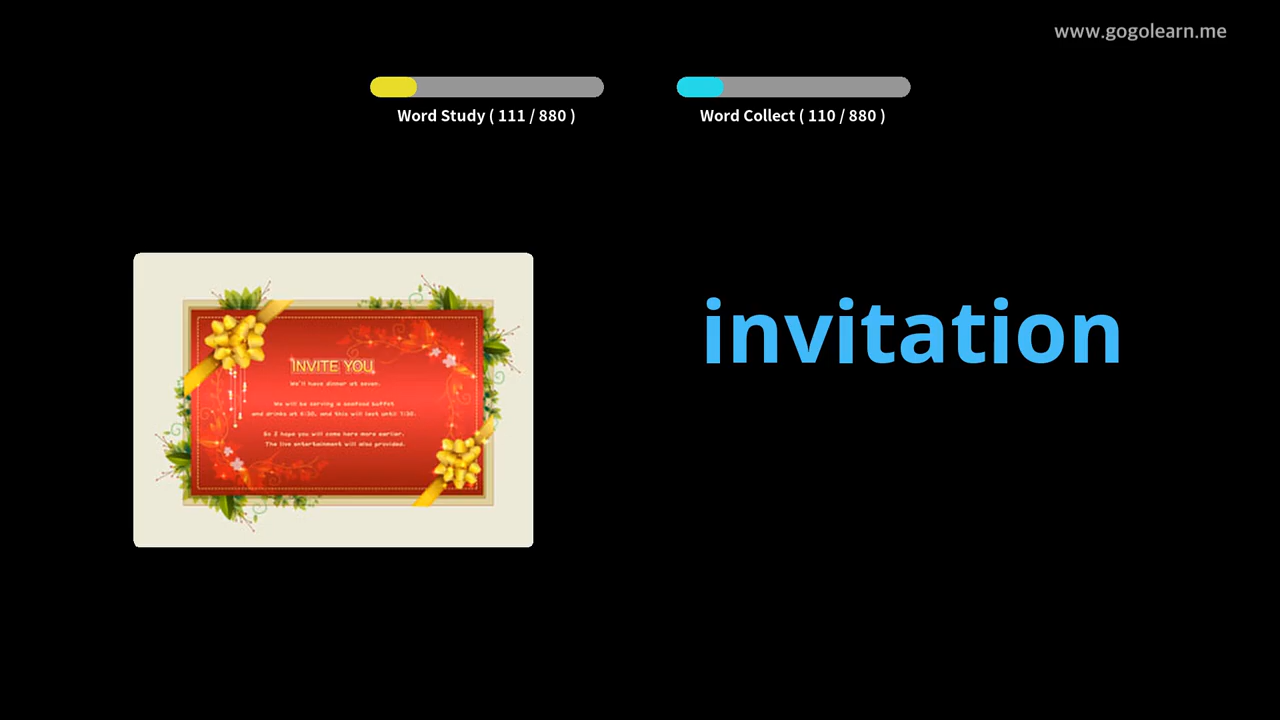 www.gogolearn.me
Word Study ( 111 / 880 )
Word Collect ( 110 / 880 )
invitation
INVITE YOU
We'll have dinner at seven.
We will be serving a seafood buffet
and drinks at 6:30, and this will last until 7:30.
So I hope you will come here more earlier.
The live entertainment will also provided.